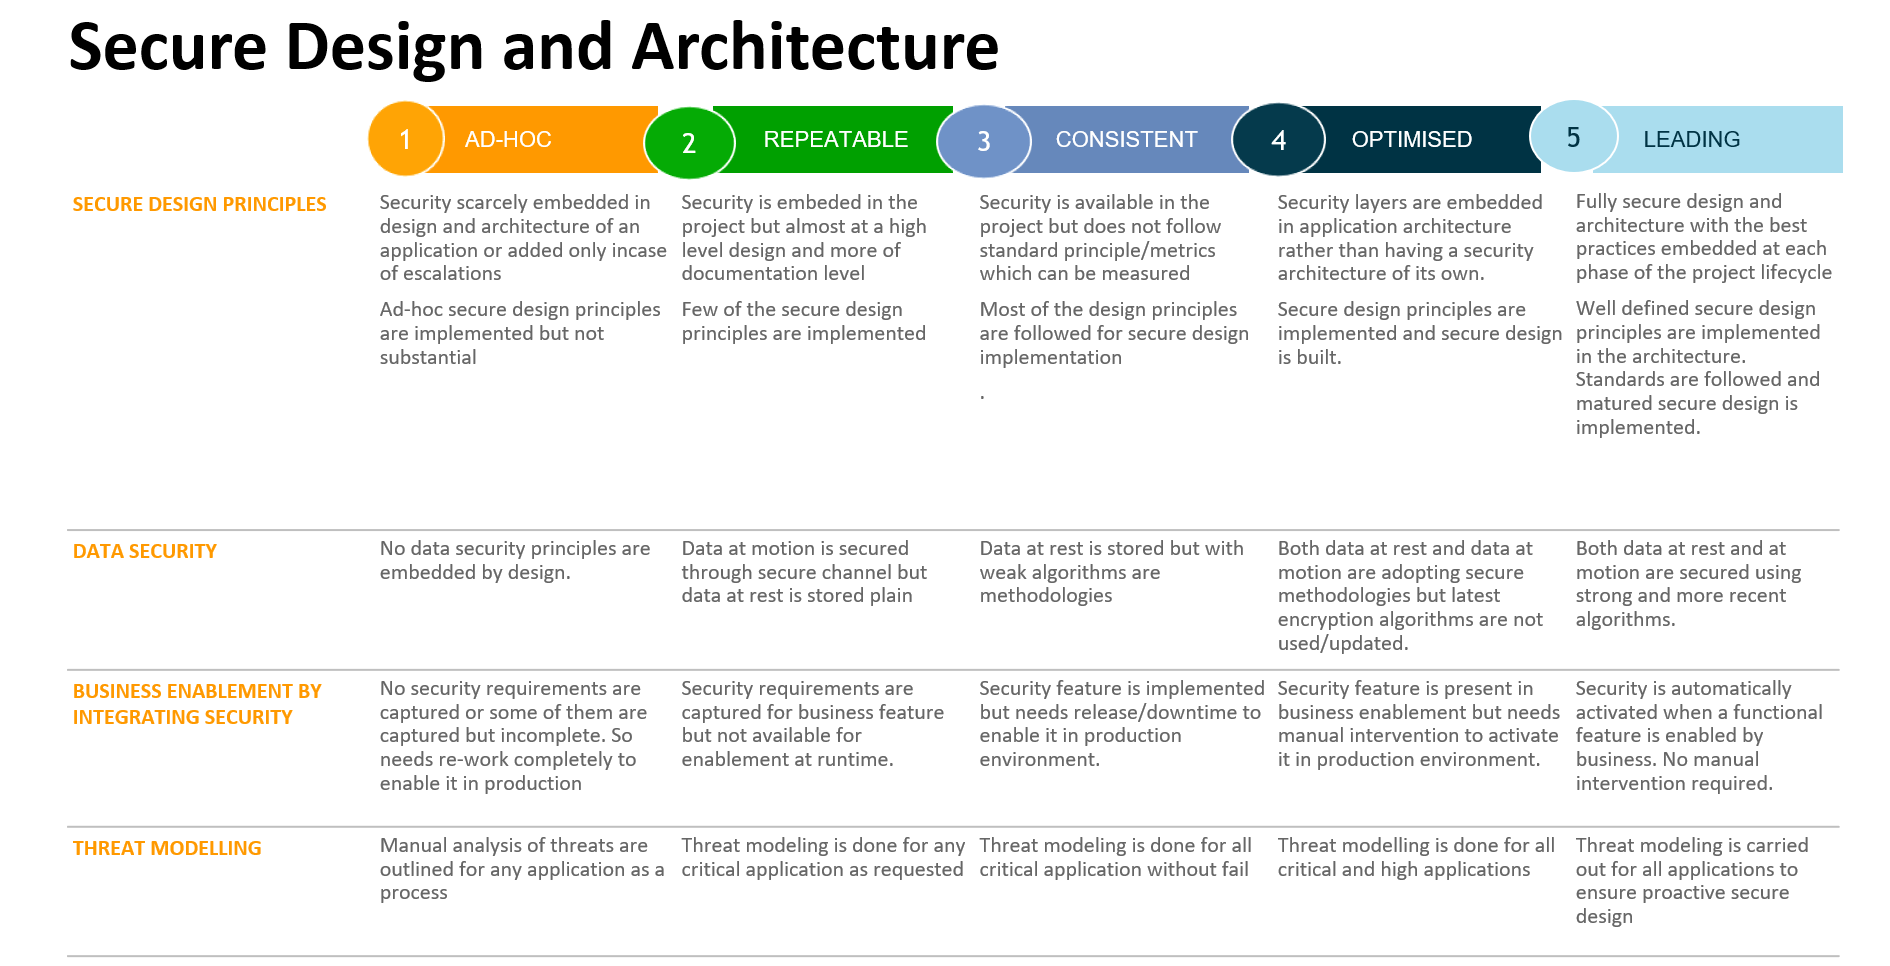 Secure Design and Architecture
1 AD-HOC
2 REPEATABLE
3 CONSISTENT
4 OPTIMISED
5 LEADING
SECURE DESIGN PRINCIPLES
Security scarcely embedded in
design and architecture of an
application or added only incase
of escalations
Ad-hoc secure design principles
are implemented but not
substantial
Security is embeded in the
project but almost at a high
level design and more of
documentation level
Few of the secure design
principles are implemented
Security is available in the
project but does not follow
standard principle/metrics
which can be measured
Most of the design principles
are followed for secure design
implementation
.
Security layers are embedded
in application architecture
rather than having a security
architecture of its own.
Secure design principles are
implemented and secure design
is built.
Fully secure design and
architecture with the best
practices embedded at each
phase of the project lifecycle
Well defined secure design
principles are implemented
in the architecture.
Standards are followed and
matured secure design is
implemented.
DATA SECURITY
No data security principles are
embedded by design.
Data at motion is secured
through secure channel but
data at rest is stored plain
Data at rest is stored but with
weak algorithms are
methodologies
Both data at rest and data at
motion are adopting secure
methodologies but latest
encryption algorithms are not
used/updated.
Both data at rest and at
motion are secured using
strong and more recent
algorithms.
BUSINESS ENABLEMENT BY
INTEGRATING SECURITY
No security requirements are
captured or some of them are
captured but incomplete. So
needs re-work completely to
enable it in production
Security requirements are
captured for business feature
but not available for
enablement at runtime.
Security feature is implemented
but needs release/downtime to
enable it in production
environment.
Security feature is present in
business enablement but needs
manual intervention to activate
it in production environment.
Security is automatically
activated when a functional
feature is enabled by
business. No manual
intervention required.
THREAT MODELLING
Manual analysis of threats are
outlined for any application as a
process
Threat modeling is done for any
critical application as requested
Threat modeling is done for all
critical application without fail
Threat modelling is done for all
critical and high applications
Threat modeling is carried
out for all applications to
ensure proactive secure
design